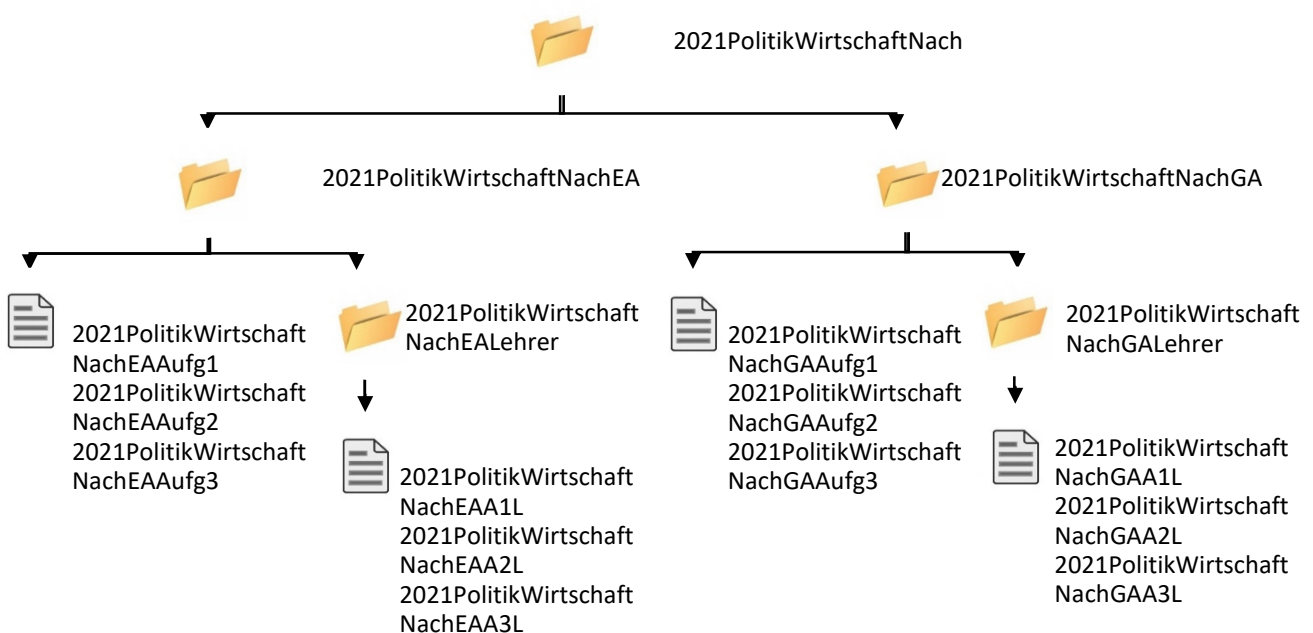 2021PolitikWirtschaftNach
2021PolitikWirtschaftNachEA
2021PolitikWirtschaftNachGA
2021PolitikWirtschaft
NachEAAufg1
2021PolitikWirtschaft
NachEAAufg2
2021PolitikWirtschaft
NachEAAufg3
2021PolitikWirtschaft
NachEALehrer
2021PolitikWirtschaft
NachEAA1L
2021PolitikWirtschaft
NachEAA2L
2021PolitikWirtschaft
NachEAA3L
2021PolitikWirtschaft
NachGAAufg1
2021PolitikWirtschaft
NachGAAufg2
2021PolitikWirtschaft
NachGAAufg3
2021PolitikWirtschaft
NachGALehrer
2021PolitikWirtschaft
NachGAA1L
2021PolitikWirtschaft
NachGAA2L
2021PolitikWirtschaft
NachGAA3L